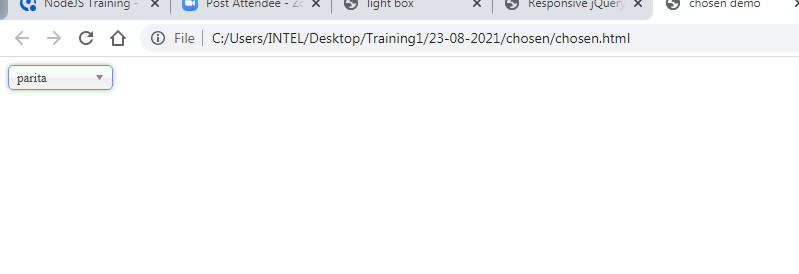 NodeJS Training -
Post Attendee - Zo
light box
Responsive jQuery
chosen demo
File C:/Users/INTEL/Desktop/Training1/23-08-2021/chosen/chosen.html
parita